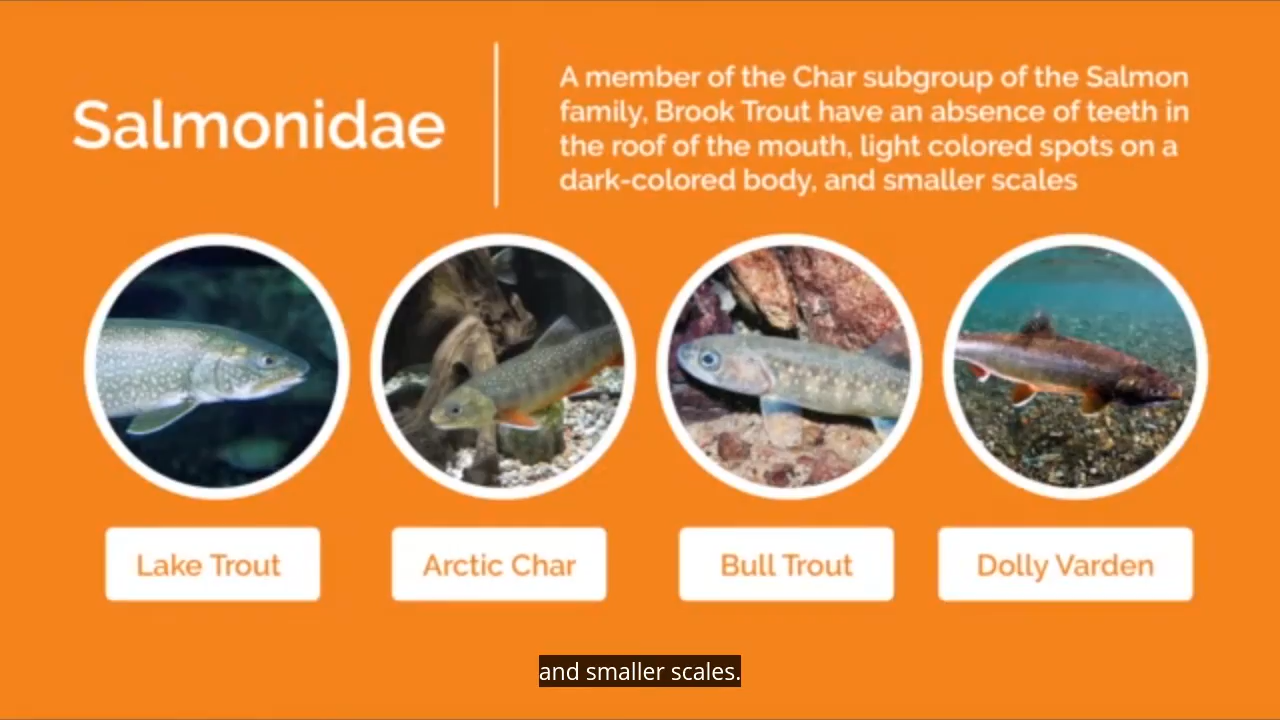 Salmonidae
A member of the Char subgroup of the Salmon
family, Brook Trout have an absence of teeth in
the roof of the mouth, light colored spots on a
dark-colored body, and smaller scales
Lake Trout
Arctic Char
Bull Trout
Dolly Varden
and smaller scales.